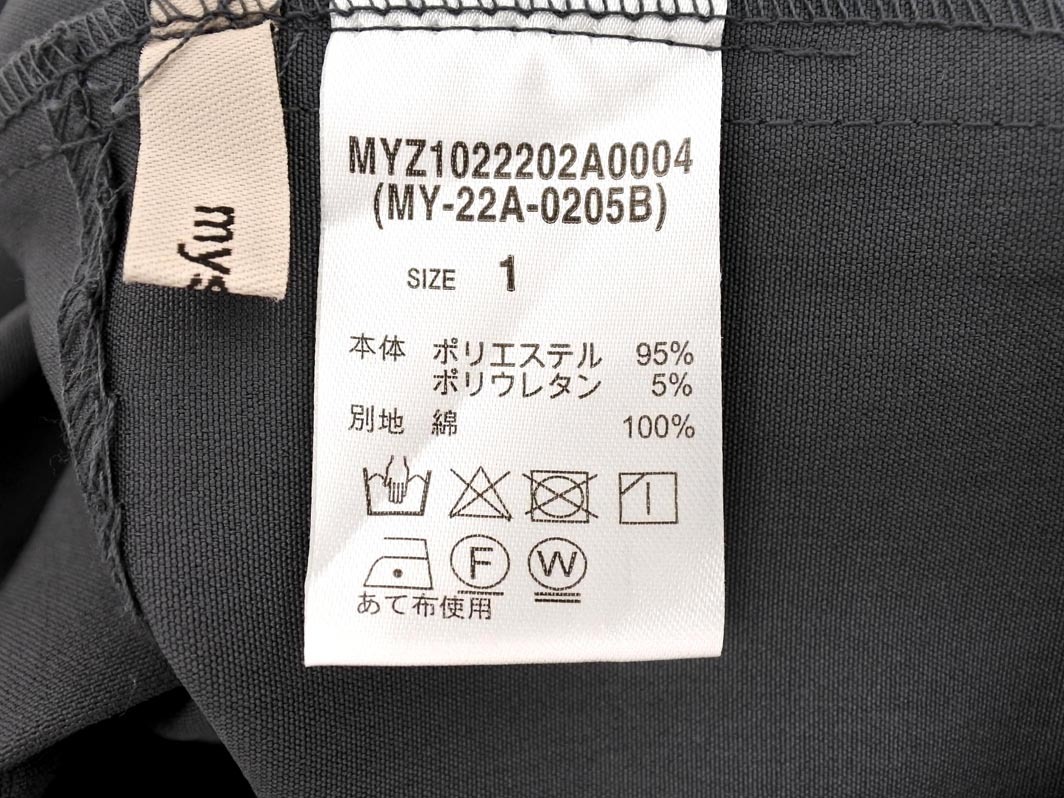 mys
MYZ1022202A0004
(MY-22A-0205B)
SIZE 1
本体 ポリエステル 95%
ポリウレタン 5%
別地 綿 100%
F W
あて布使用